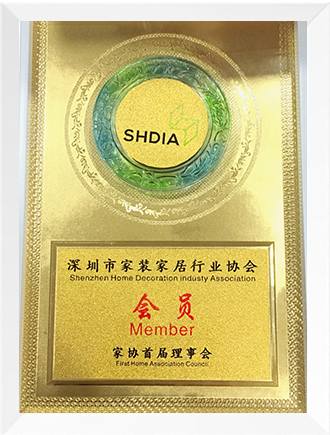 SHDIA
深圳市家装家居行业协会
Shenzhen Home Decoration industy Association
会员
Member
家协首届理事会
First Home Association Council